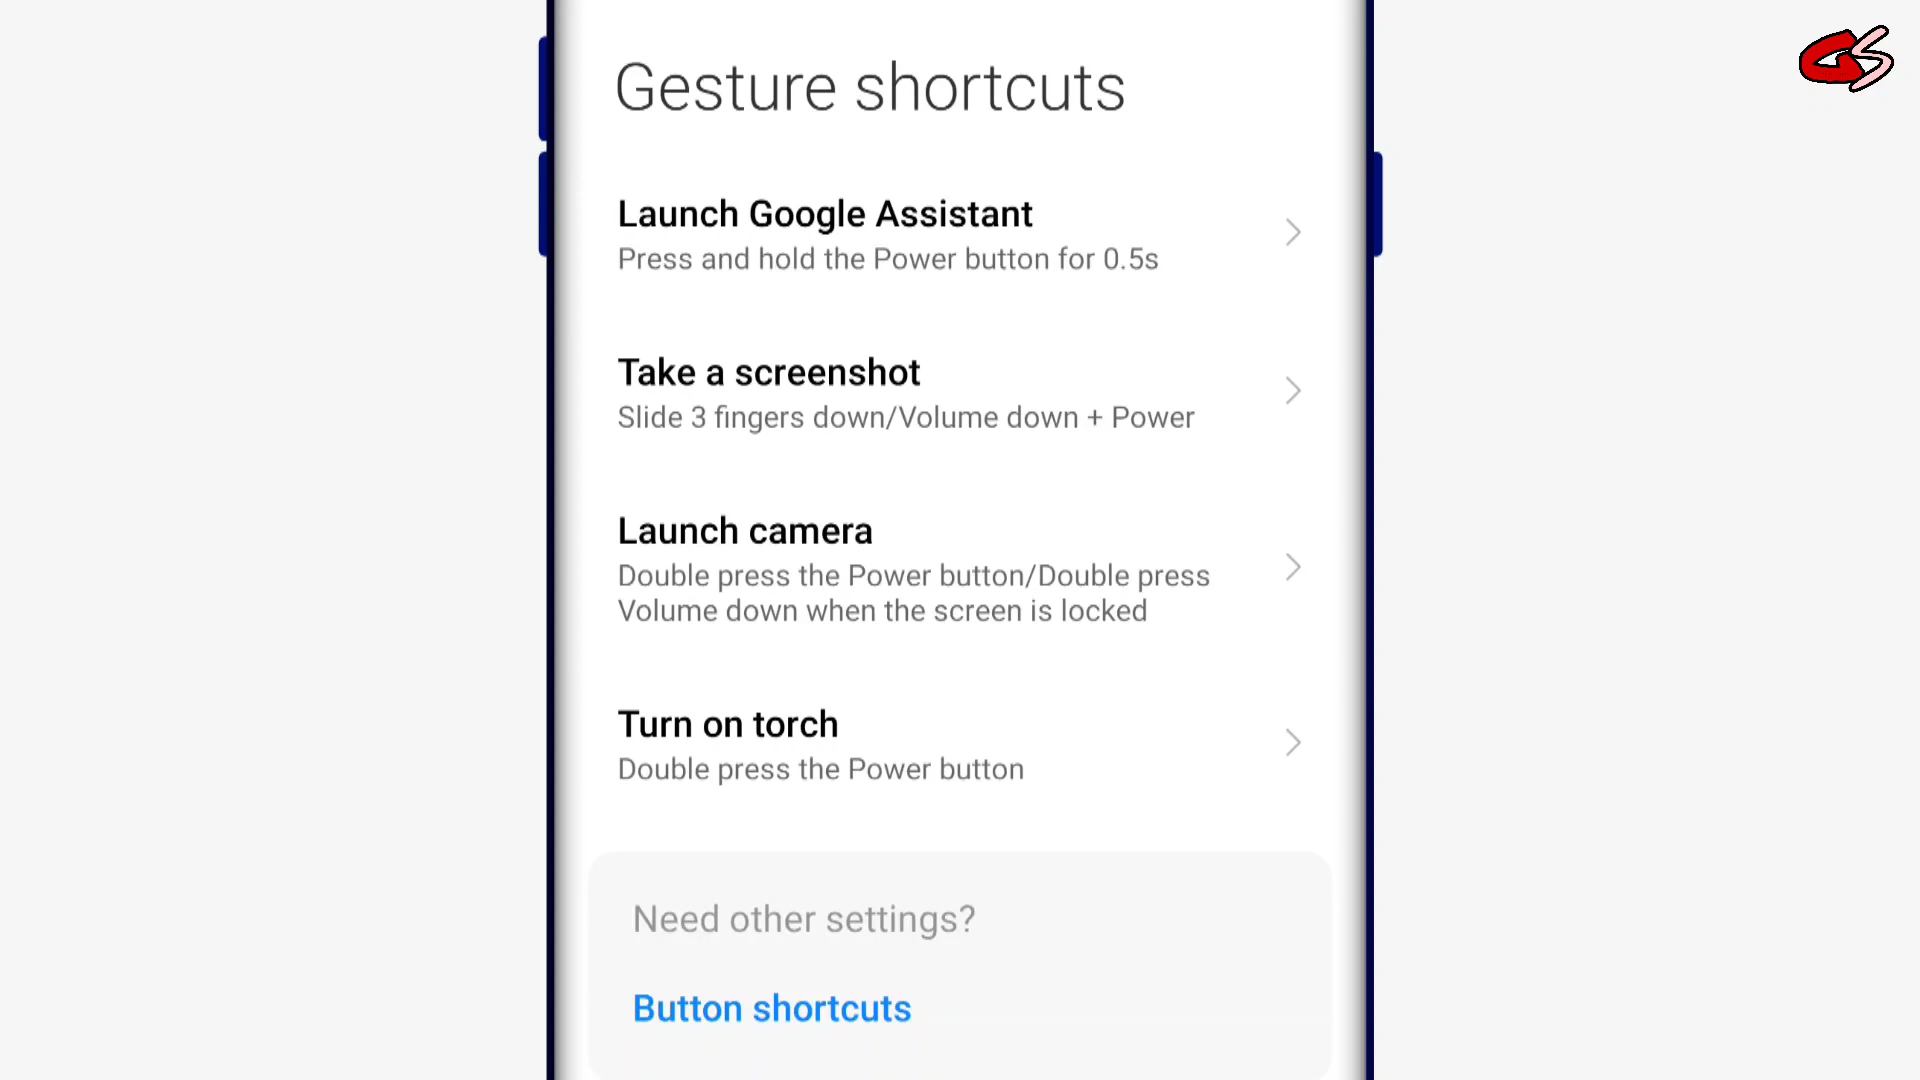 GS
Gesture shortcuts
Launch Google Assistant
Press and hold the Power button for 0.5s
Take a screenshot
Slide 3 fingers down/Volume down + Power
Launch camera
Double press the Power button/Double press
Volume down when the screen is locked
Turn on torch
Double press the Power button
Need other settings?
Button shortcuts